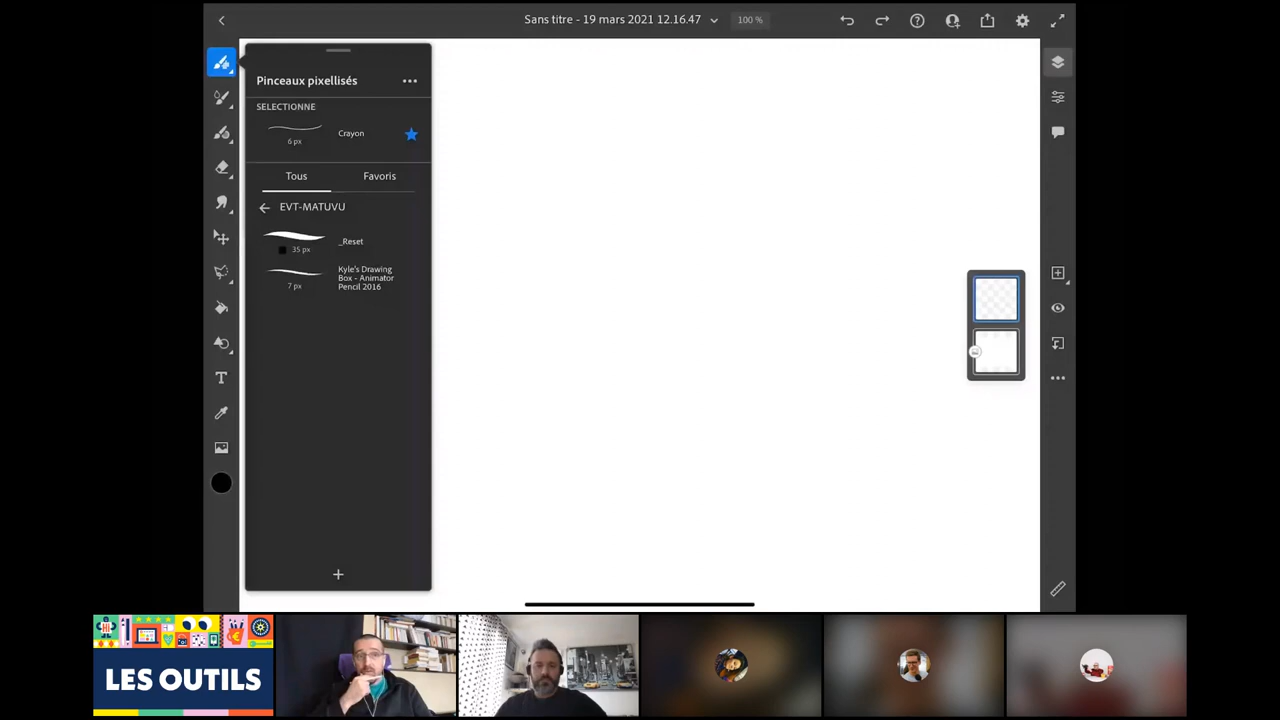 Sans titre - 19 mars 2021 12.16.47
100 %
Pinceaux pixellisés
SELECTIONNE
Crayon
6 px
Tous
Favoris
EVT-MATUVU
_Reset
35 px
Kyle's Drawing
Box - Animator
Pencil 2016
7 px
LES OUTILS